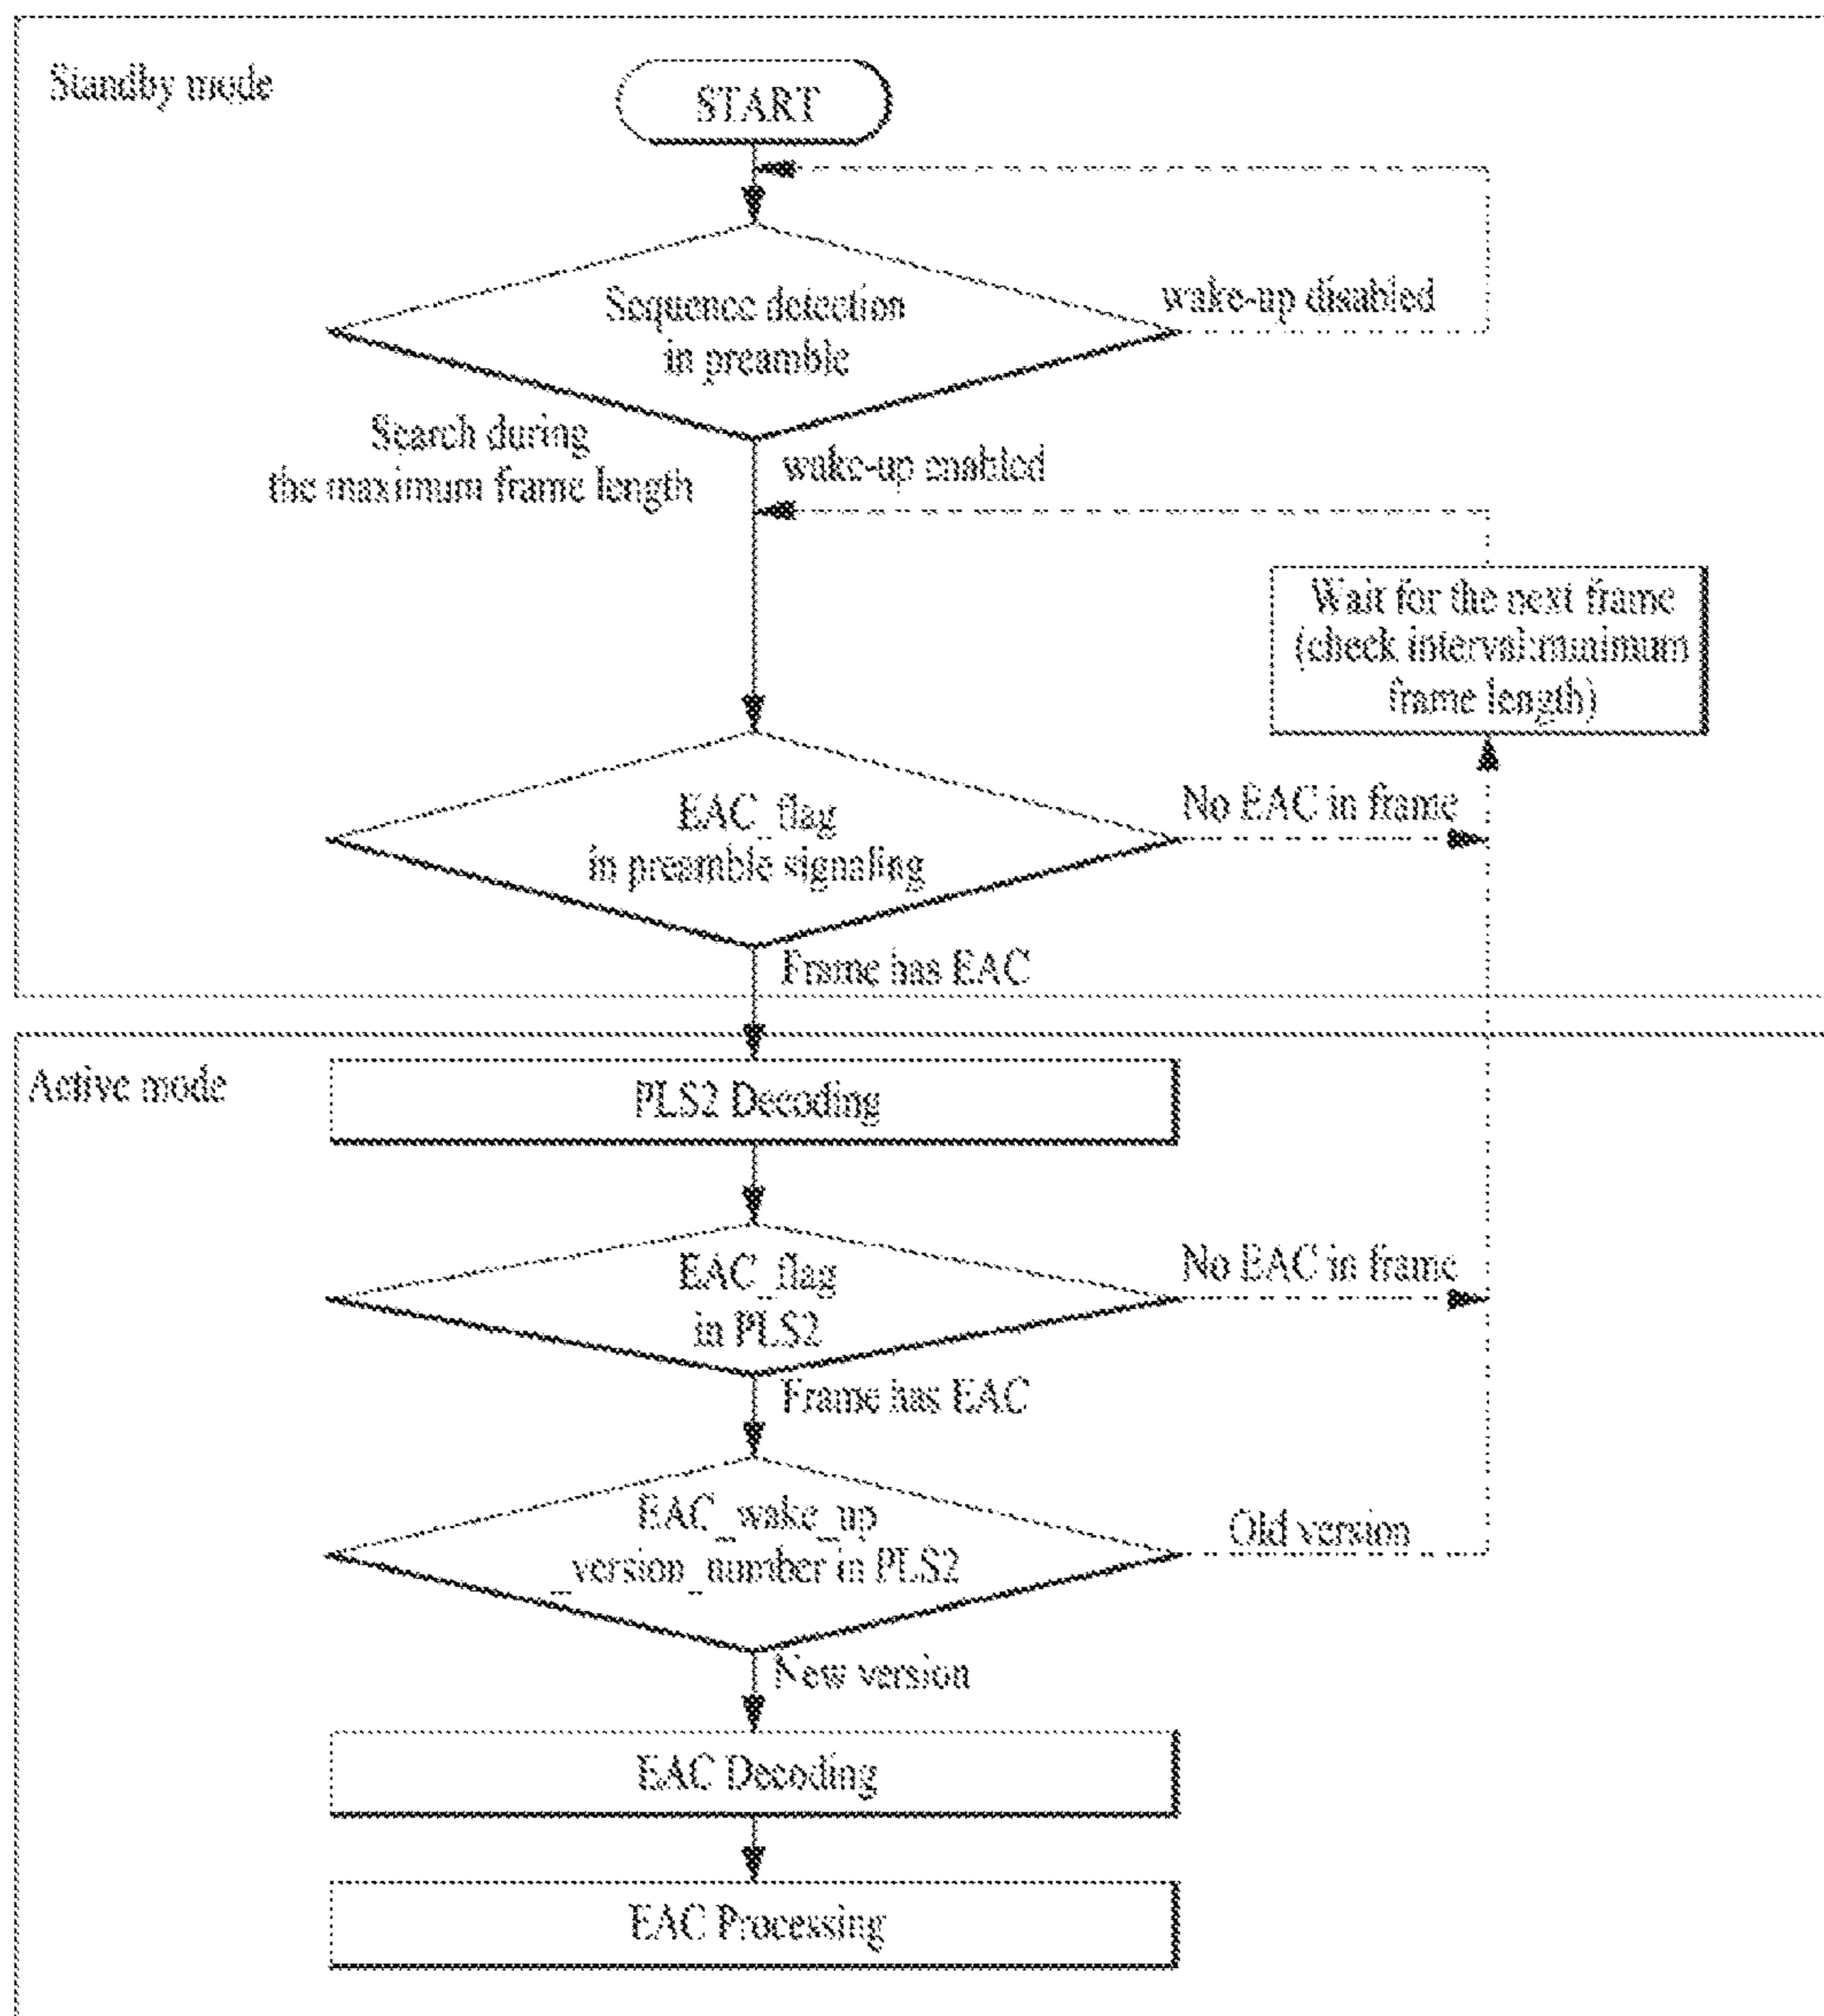 Standby mode
START
Sequence detection
in preamble
wake-up disabled
Search during
the maximum frame length
wake-up enabled
Wait for the next frame
(check interval:minimum
frame length)
EAC_flag
in preamble signaling
No EAC in frame
Frame has EAC
Active mode
PLS2 Decoding
EAC_flag
in PLS2
No EAC in frame
Frame has EAC
EAC_wake_up
_version_number in PLS2
Old version
New version
EAC Decoding
EAC Processing